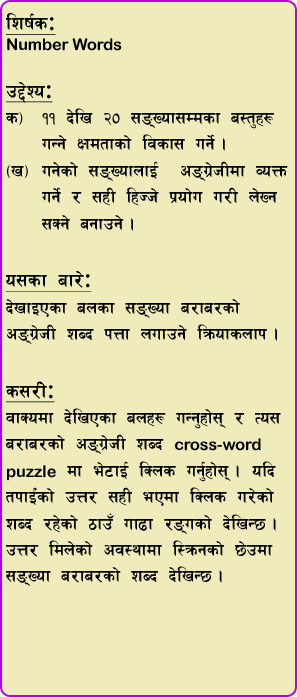 शिर्षक:
Number Words
उद्देश्य:
क) ११ देखि २० सङ्ख्यासम्मका बस्तुहरू
गन्ने क्षमताको विकास गर्ने ।
(ख) गनेको सङ्ख्यालाई अङ्ग्रेजीमा व्यक्त
गर्ने र सही हिज्जे प्रयोग गरी लेख्न
सक्ने बनाउने ।
यसका बारे:
देखाइएका बलका सङ्ख्या बराबरको
अङ्ग्रेजी शब्द पत्ता लगाउने क्रियाकलाप ।
कसरी:
वाक्यमा देखिएका बलहरू गन्नुहोस् र त्यस
बराबरको अङ्ग्रेजी शब्द cross-word
puzzle मा भेटाई क्लिक गर्नुहोस् । यदि
तपाईको उत्तर सही भएमा क्लिक गरेको
शब्द रहेको ठाउँ गाढा रङ्गको देखिन्छ ।
उत्तर मिलेको अवस्थामा स्क्रिनको छेउमा
सङ्ख्या बराबरको शब्द देखिन्छ ।